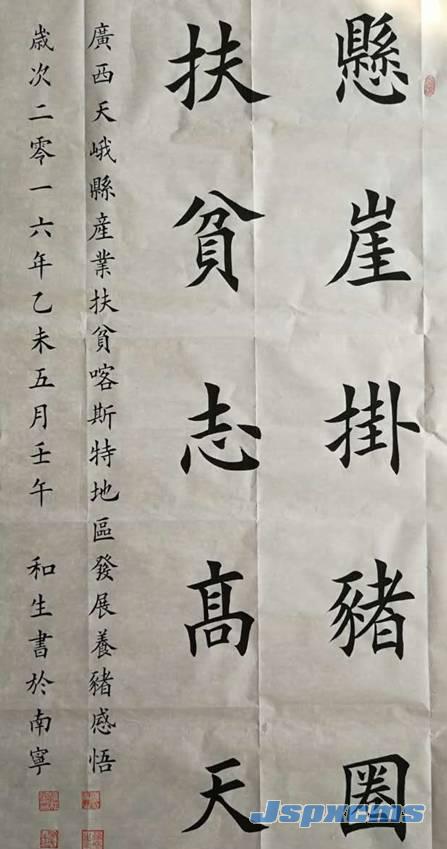 懸崖掛豬圈
扶貧志高天
廣西天峨縣産業扶貧喀斯特地區發展養豬感悟
歲次二零一六年乙未五月壬午 和生書於南寧
Jspxcms